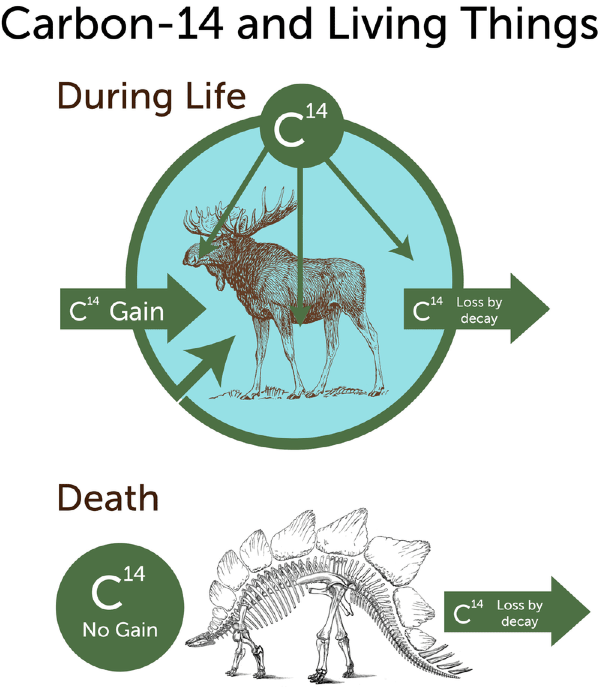 Carbon-14 and Living Things
During Life
C14
C14 Gain
C14 Loss by
decay
Death
C14
No Gain
C14 Loss by
decay